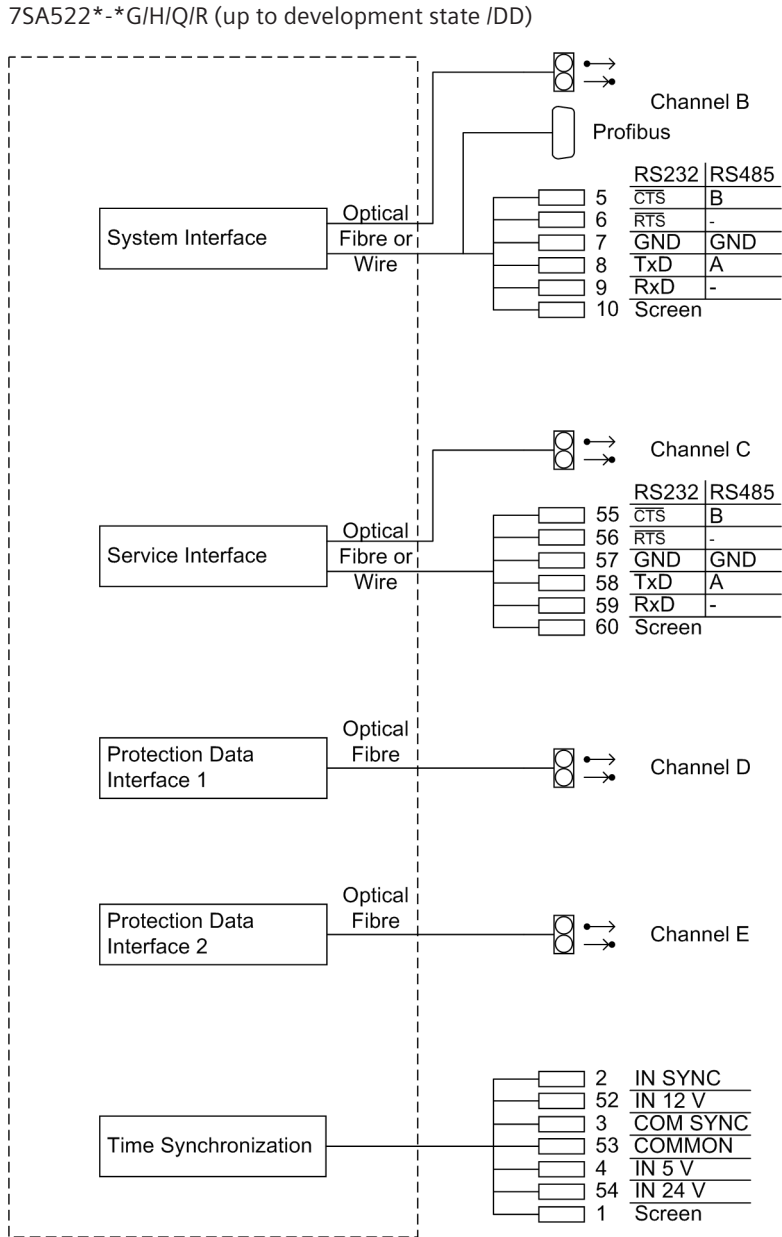 7SA522*-*G/H/Q/R (up to development state /DD)
Channel B
Profibus
RS232 RS485
5 CTS B
6 RTS -
7 GND GND
8 TxD A
9 RxD -
10 Screen
System Interface
Optical
Fibre or
Wire
Channel C
RS232 RS485
55 CTS B
56 RTS -
57 GND GND
58 TxD A
59 RxD -
60 Screen
Service Interface
Optical
Fibre or
Wire
Protection Data
Interface 1
Optical
Fibre
Channel D
Protection Data
Interface 2
Optical
Fibre
Channel E
Time Synchronization
2 IN SYNC
52 IN 12 V
3 COM SYNC
53 COMMON
4 IN 5 V
54 IN 24 V
1 Screen